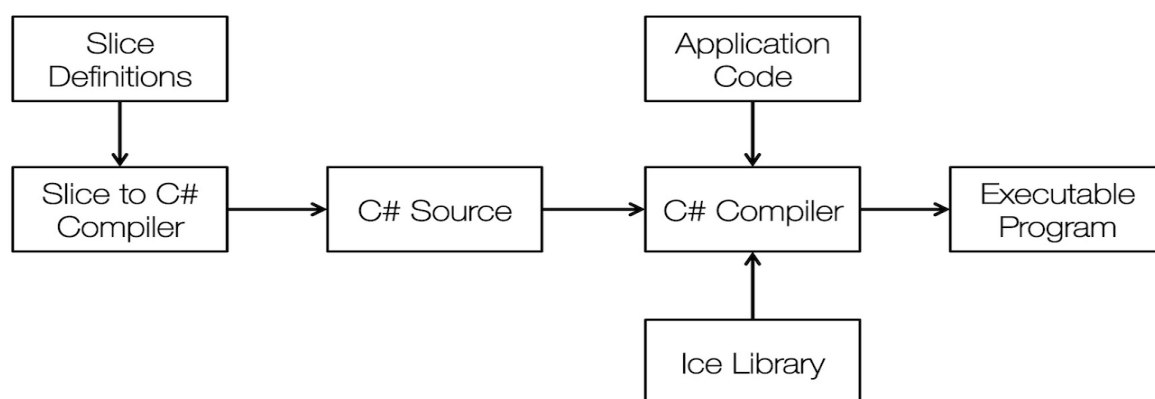 Slice
Definitions
Application
Code
Slice to C#
Compiler
C# Source
C# Compiler
Executable
Program
Ice Library